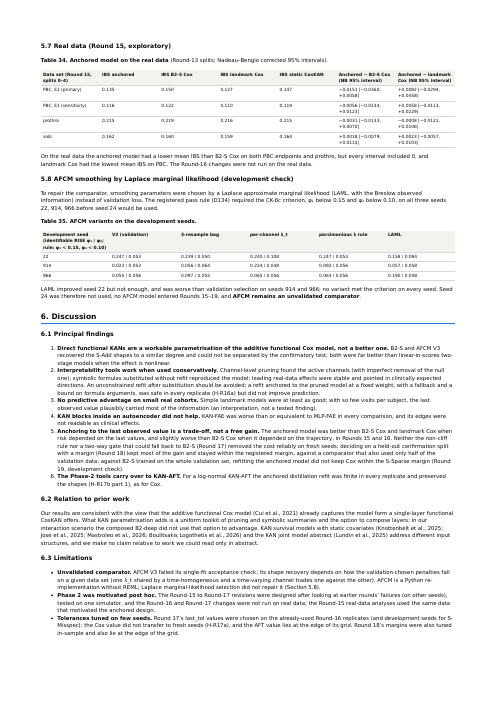 5.7 Real data (Round 15, exploratory)
Table 34. Anchored model on the real data (Round-13 splits; Nadeau–Bengio corrected 95% intervals).
Data set (Round 15, splits 0–4) IBS anchored IBS B2-S Cox IBS landmark Cox IBS static CoxKAN Anchored − B2-S Cox (NB 95% interval) Anchored − landmark Cox (NB 95% interval)
PBC, E2 (primary) 0.135 0.150 0.127 0.147 −0.0151 [−0.0360, +0.0058] +0.0082 [−0.0294, +0.0458]
PBC, E1 (sensitivity) 0.116 0.122 0.110 0.119 −0.0056 [−0.0234, +0.0123] +0.0058 [−0.0113, +0.0229]
prothro 0.215 0.219 0.216 0.215 −0.0031 [−0.0133, +0.0070] −0.0008 [−0.0121, +0.0106]
aids 0.162 0.160 0.159 0.164 +0.0018 [−0.0079, +0.0115] +0.0023 [−0.0057, +0.0103]
On the real data the anchored model had a lower mean IBS than B2-S Cox on both PBC endpoints and prothro, but every interval included 0, and
landmark Cox had the lowest mean IBS on PBC. The Round-16 changes were not run on real data.
5.8 AFCM smoothing by Laplace marginal likelihood (development check)
To repair the comparator, smoothing parameters were chosen by a Laplace approximate marginal likelihood (LAML, with the Breslow observed
information) instead of validation loss. The registered pass rule (D134) required the CK-6c criterion, φ₁ below 0.15 and φ₂ below 0.10, on all three seeds
22, 914, 966 before seed 24 would be used.
Table 35. AFCM variants on the development seeds.
Development seed (identifiable RISE φ₁ / φ₂; rule: φ₁ < 0.15, φ₂ < 0.10) V3 (validation) 3-resample bag per-channel λ_t parsimonious λ rule LAML
22 0.247 / 0.053 0.239 / 0.050 0.240 / 0.108 0.247 / 0.053 0.158 / 0.094
914 0.023 / 0.053 0.056 / 0.064 0.224 / 0.081 0.092 / 0.060 0.057 / 0.058
966 0.055 / 0.056 0.097 / 0.055 0.065 / 0.056 0.063 / 0.056 0.190 / 0.048
LAML improved seed 22 but not enough, and was worse than validation selection on seeds 914 and 966; no variant met the criterion on every seed. Seed
24 was therefore not used, no AFCM model entered Rounds 15–19, and AFCM remains an unvalidated comparator.
6. Discussion
6.1 Principal findings
1. Direct functional KANs are a workable parametrisation of the additive functional Cox model, not a better one. B2-S and AFCM V3
recovered the S-Add shapes to a similar degree and could not be separated by the confirmatory test; both were far better than linear-in-scores two-
stage models when the effect is nonlinear.
2. Interpretability tools work when used conservatively. Channel-level pruning found the active channels (with imperfect removal of the null
one); symbolic formulas substituted without refit reproduced the model; leading real-data effects were stable and pointed in clinically expected
directions. An unconstrained refit after substitution should be avoided; a refit anchored to the pruned model at a fixed weight, with a fallback and a
bound on formula arguments, was safe in every replicate (H-R16a) but did not improve prediction.
3. No predictive advantage on small real cohorts. Simple landmark models were at least as good; with so few visits per subject, the last
observed value plausibly carried most of the information (an interpretation, not a tested finding).
4. KAN blocks inside an autoencoder did not help. KAN-FAE was worse than or equivalent to MLP-FAE in every comparison, and its edges were
not readable as clinical effects.
5. Anchoring to the last observed value is a trade-off, not a free gain. The anchored model was better than B2-S Cox and landmark Cox when
risk depended on the last values, and slightly worse than B2-S Cox when it depended on the trajectory, in Rounds 15 and 16. Neither the non-cliff
rule nor a two-way gate that could fall back to B2-S (Round 17) removed the cost reliably on fresh seeds; deciding on a held-out confirmation split
with a margin (Round 18) kept most of the gain and stayed within the registered margin, against a comparator that also used only half of the
validation data; against B2-S trained on the whole validation set, refitting the anchored model did not keep Cox within the S-Sparse margin (Round
19, development check).
6. The Phase-2 tools carry over to KAN-AFT. For a log-normal KAN-AFT the anchored distillation refit was finite in every replicate and preserved
the shapes (H-R17b part 1), as for Cox.
6.2 Relation to prior work
Our results are consistent with the view that the additive functional Cox model (Cui et al., 2021) already captures the model form a single-layer functional
CoxKAN offers. What KAN parametrisation adds is a uniform toolkit of pruning and symbolic summaries and the option to compose layers; in our
interaction scenario the composed B2-deep did not use that option to advantage. KAN survival models with static covariates (Knottenbelt et al., 2025;
Jose et al., 2025; Mastroleo et al., 2026; Boulitsakis Logothetis et al., 2026) and the KAN joint model abstract (Lundin et al., 2025) address different input
structures, and we make no claim relative to work we could read only in abstract.
6.3 Limitations
• Unvalidated comparator. AFCM V3 failed its single-fit acceptance check; its shape recovery depends on how the validation-chosen penalties fall
on a given data set (one λ_t shared by a time-homogeneous and a time-varying channel trades one against the other). AFCM is a Python re-
implementation without REML; Laplace marginal-likelihood selection did not repair it (Section 5.8).
• Phase 2 was motivated post hoc. The Round-15 to Round-17 revisions were designed after looking at earlier rounds' failures (on other seeds),
tested on one simulator, and the Round-16 and Round-17 changes were not run on real data; the Round-15 real-data analyses used the same data
that motivated the anchored design.
• Tolerances tuned on few seeds. Round 17's last_tol values were chosen on the already-used Round-16 replicates (and development seeds for S-
Misspec); the Cox value did not transfer to fresh seeds (H-R17a), and the AFT value lies at the edge of its grid. Round 18's margins were also tuned
in-sample and so lie at the edge of the grid.